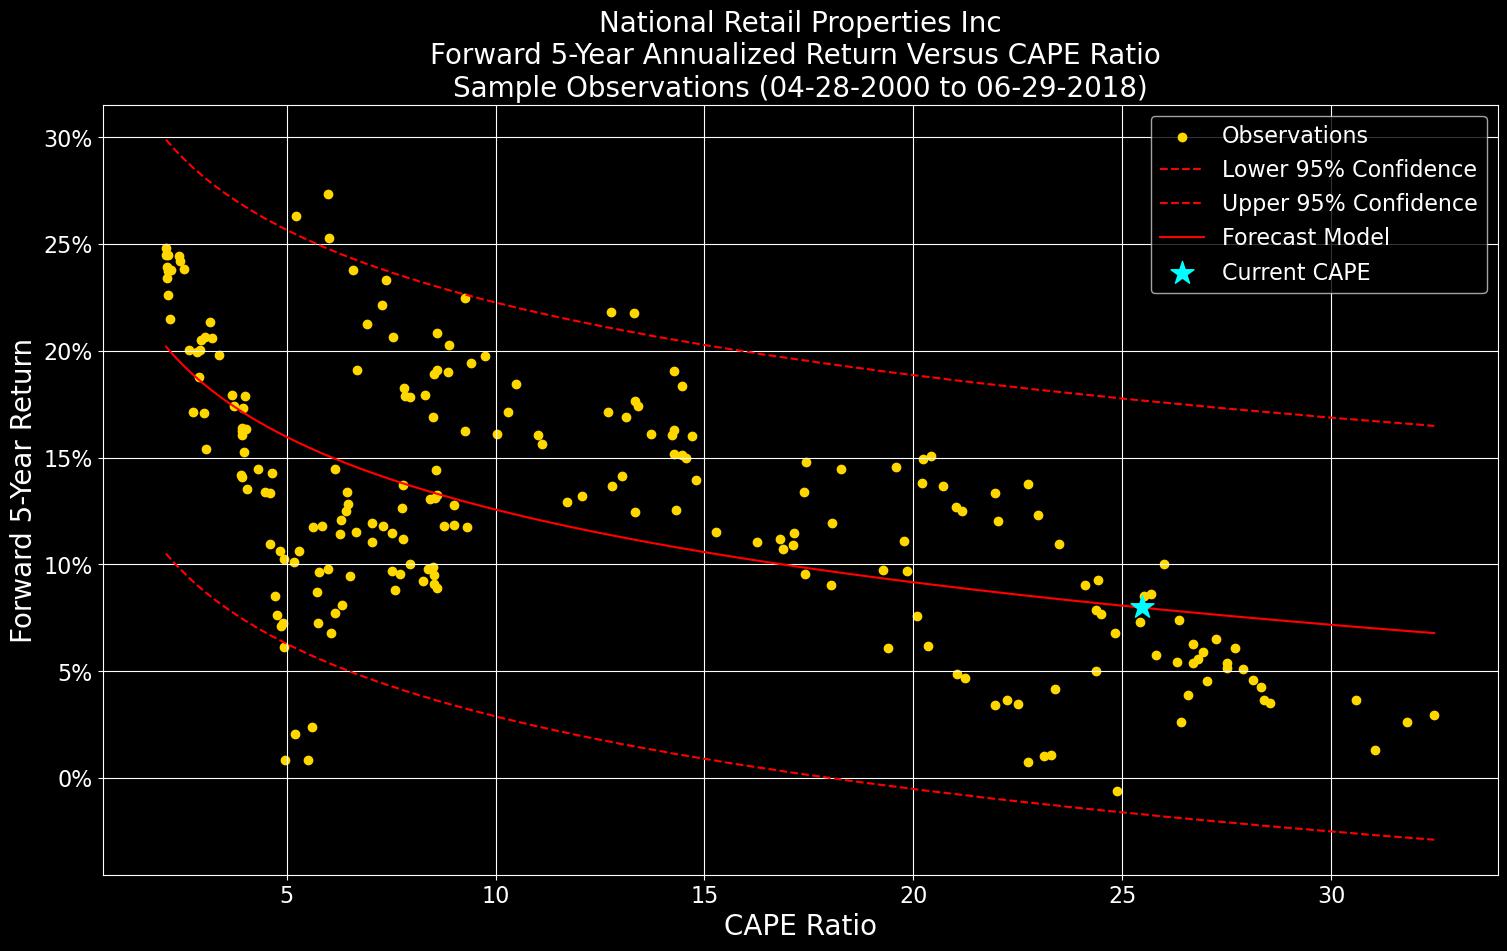 National Retail Properties Inc
Forward 5-Year Annualized Return Versus CAPE Ratio
Sample Observations (04-28-2000 to 06-29-2018)
Observations
Lower 95% Confidence
Upper 95% Confidence
Forecast Model
Current CAPE
Forward 5-Year Return
30%
25%
20%
15%
10%
5%
0%
5 10 15 20 25 30
CAPE Ratio